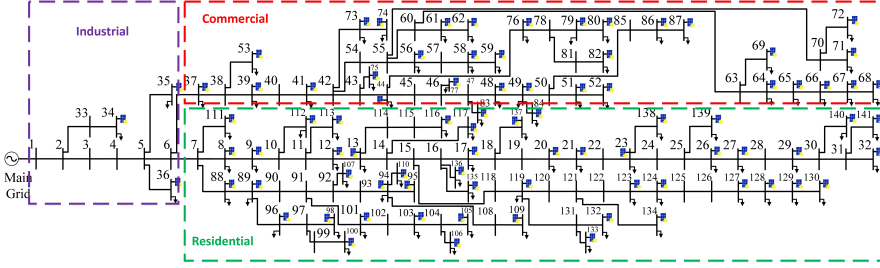 Industrial
Commercial
73 74 60 61 62 76 78 79 80 85 86 87 72
53 54 55 56 57 58 59 81 82 69 70 71
35 37 38 39 40 41 42 43 75 44 45 46 47 77 48 49 50 51 52 63 64 65 66 67 68
33 34 111 112 113 114 115 116 117 83 137 84 138 139 140 141
1 2 3 4 5 6 7 8 9 10 11 12 13 14 15 16 17 18 19 20 21 22 23 24 25 26 27 28 29 30 31 32
Main
Grid
36 88 89 90 91 92 107 93 94 110 95 136 135 118 119 120 121 122 123 124 125 126 127 128 129 130
96 97 98 101 102 103 104 105 108 109 131 132 134
99 100 106 133
Residential